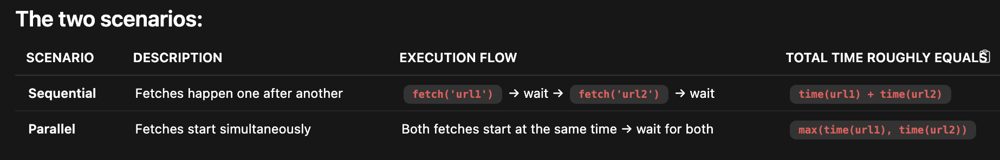 The two scenarios:
SCENARIO DESCRIPTION EXECUTION FLOW TOTAL TIME ROUGHLY EQUALS
Sequential Fetches happen one after another fetch('url1') → wait → fetch('url2') → wait time(url1) + time(url2)
Parallel Fetches start simultaneously Both fetches start at the same time → wait for both max(time(url1), time(url2))